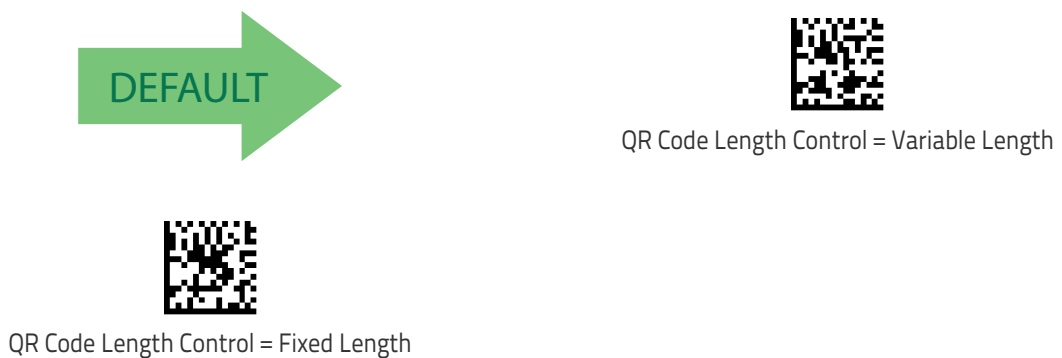 DEFAULT
QR Code Length Control = Variable Length
QR Code Length Control = Fixed Length